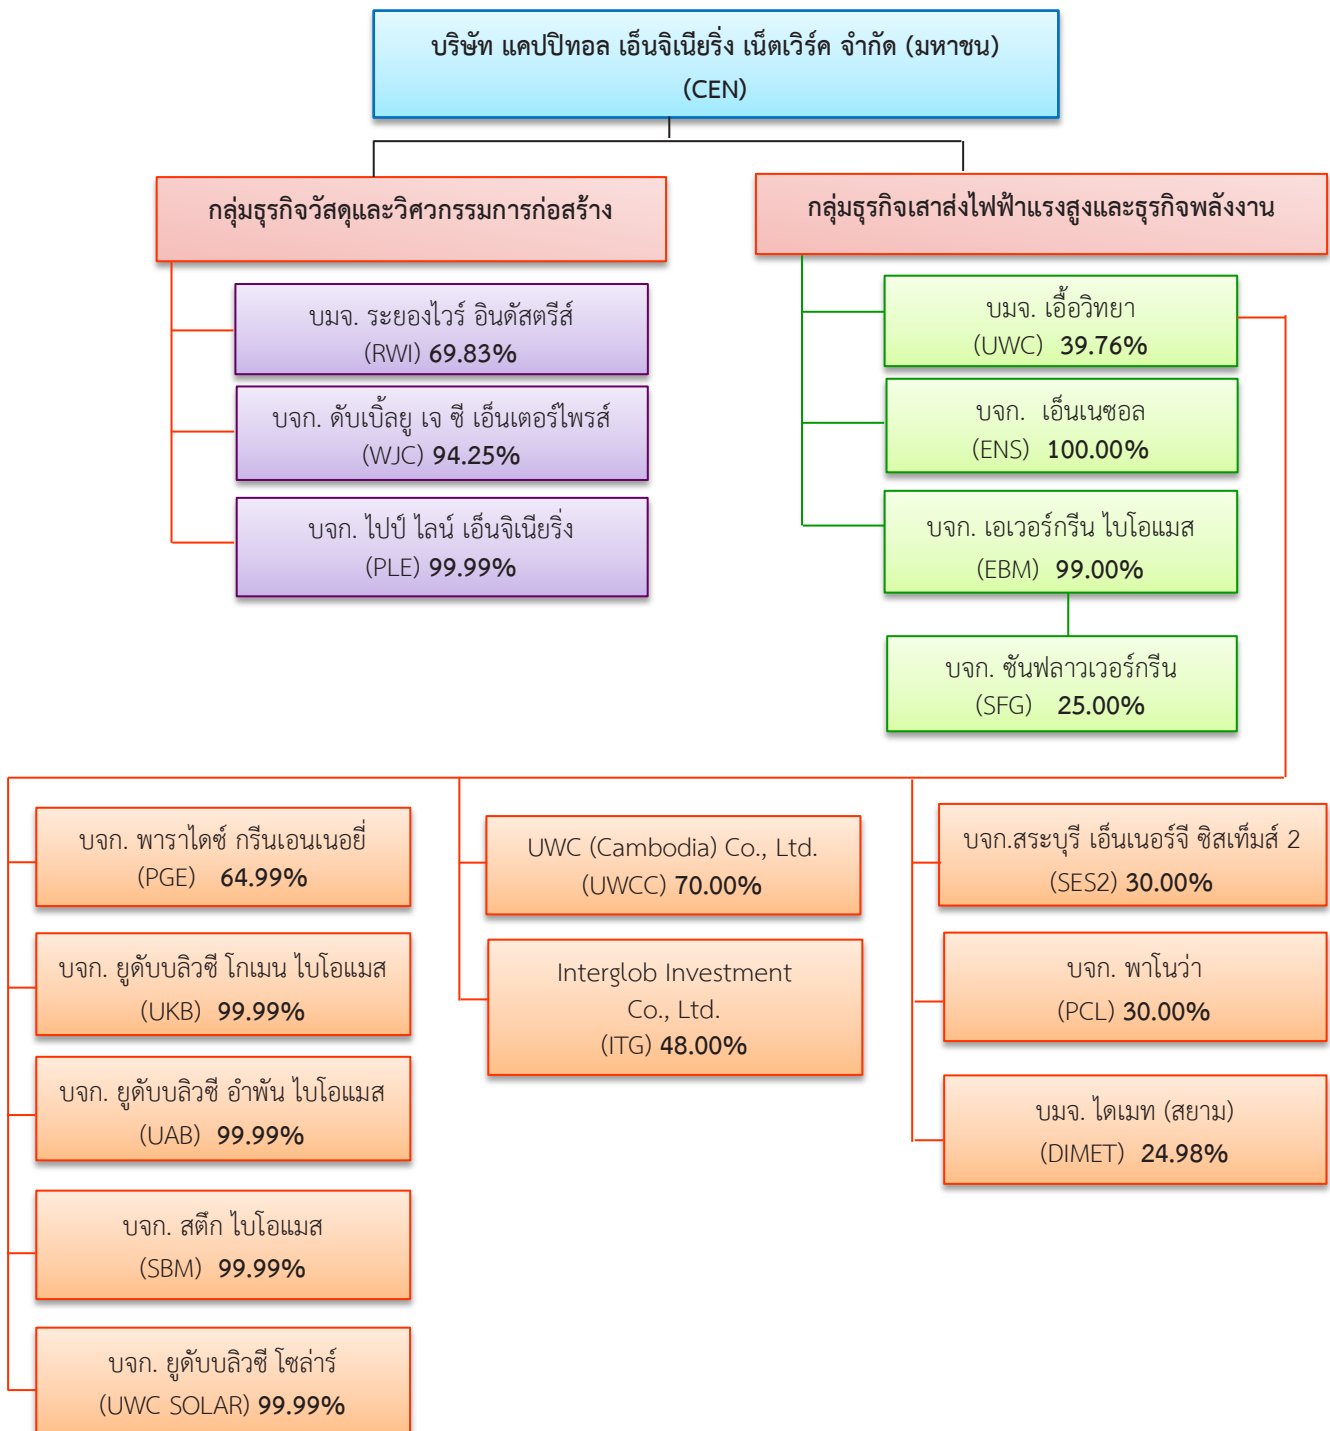 บริษัท แคปปิทอล เอ็นจิเนียริ่ง เน็ตเวิร์ค จำกัด (มหาชน)
(CEN)
กลุ่มธุรกิจวัสดุและวิศวกรรมการก่อสร้าง
บมจ. ระยองไวร์ อินดัสตรีส์
(RWI) 69.83%
บจก. ดับเบิ้ลยู เจ ซี เอ็นเตอร์ไพรส์
(WJC) 94.25%
บจก. ไปป์ ไลน์ เอ็นจิเนียริ่ง
(PLE) 99.99%
กลุ่มธุรกิจเสาส่งไฟฟ้าแรงสูงและธุรกิจพลังงาน
บมจ. เอื้อวิทยา
(UWC) 39.76%
บจก. เอ็นเนซอล
(ENS) 100.00%
บจก. เอเวอร์กรีน ไบโอแมส
(EBM) 99.00%
บจก. ซันฟลาวเวอร์กรีน
(SFG) 25.00%
บจก. พาราไดซ์ กรีนเอนเนอยี่
(PGE) 64.99%
บจก. ยูดับบลิวซี โกเมน ไบโอแมส
(UKB) 99.99%
บจก. ยูดับบลิวซี อำพัน ไบโอแมส
(UAB) 99.99%
บจก. สตึก ไบโอแมส
(SBM) 99.99%
บจก. ยูดับบลิวซี โซล่าร์
(UWC SOLAR) 99.99%
UWC (Cambodia) Co., Ltd.
(UWCC) 70.00%
Interglob Investment
Co., Ltd.
(ITG) 48.00%
บจก.สระบุรี เอ็นเนอร์จี ซิสเท็มส์ 2
(SES2) 30.00%
บจก. พาโนว่า
(PCL) 30.00%
บมจ. ไดเมท (สยาม)
(DIMET) 24.98%